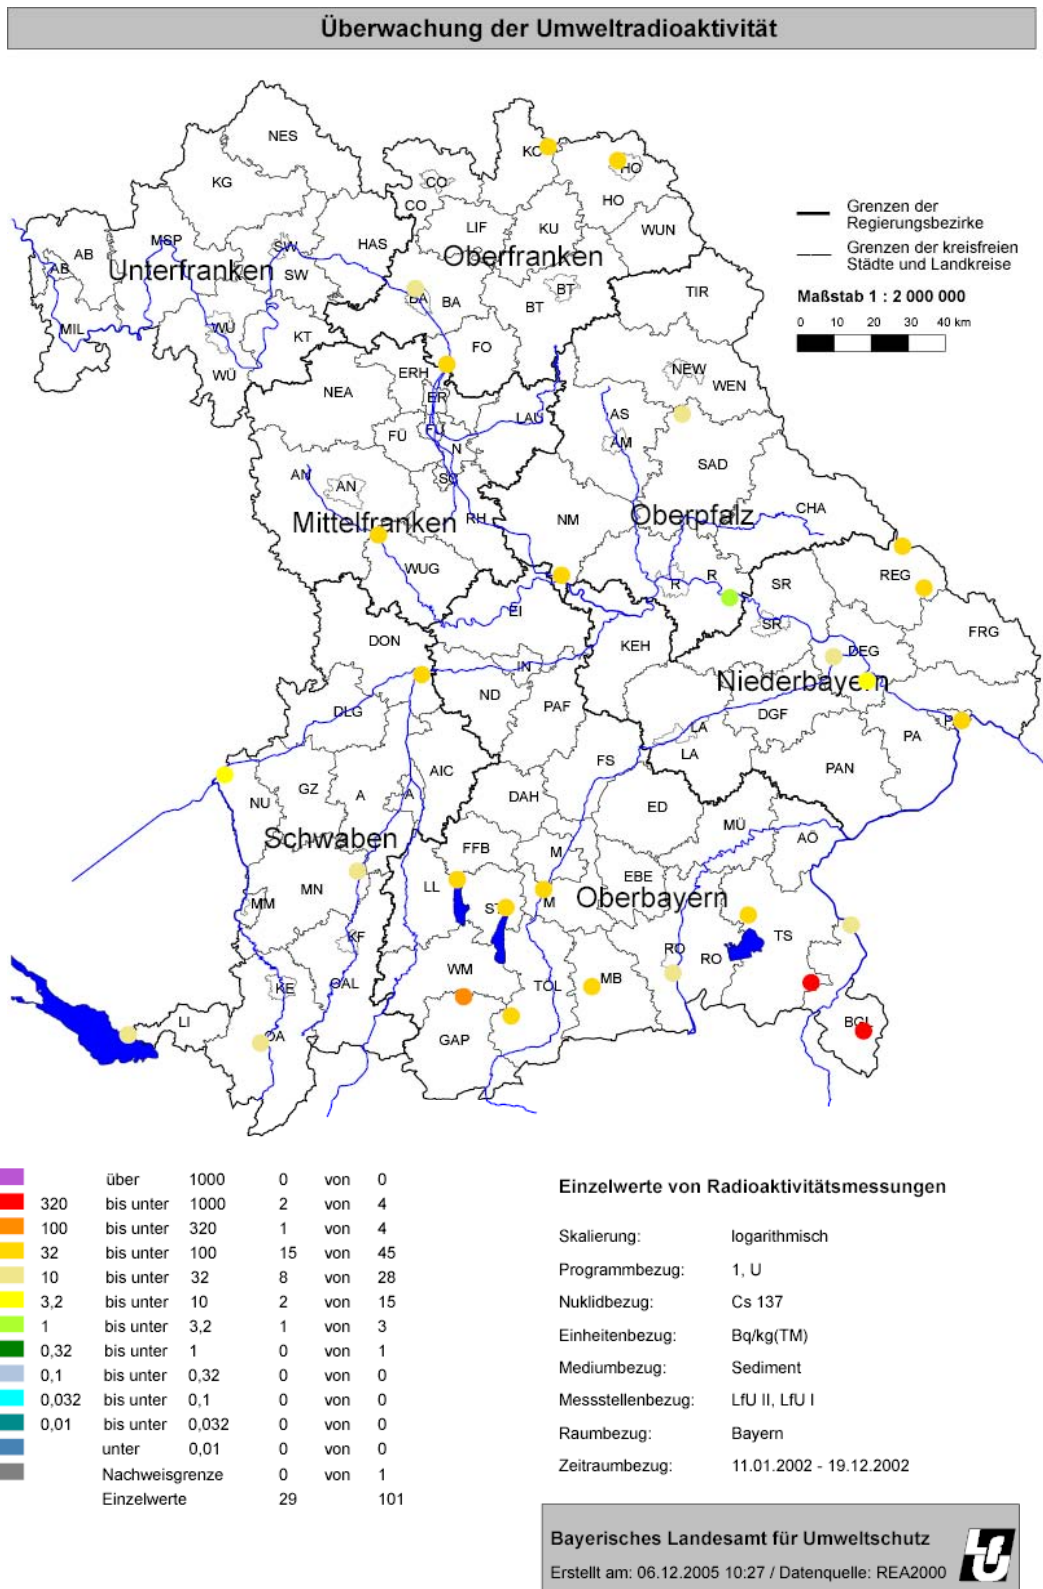 Überwachung der Umweltradioaktivität
NES
KG
KC
HO
HO
CO
CO
LIF
KU
WUN
MSP
AB
AB
SW
SW
HAS
Unterfranken
Oberfranken
BT
BT
BA
BA
TIR
MIL
WÜ
WÜ
KT
FO
NEA
ERH
ER
NEW
WEN
LAU
AS
AM
FÜ
FÜ
N
SAD
AN
AN
SC
Mittelfranken
RH
NM
Oberpfalz
CHA
WUG
R
R
SR
REG
EI
SR
FRG
DON
KEH
DEG
IN
ND
Niederbayern
DLG
PAF
DGF
PA
LA
LA
PA
FS
PAN
AIC
NU
GZ
A
A
DAH
ED
MÜ
AÖ
Schwaben
FFB
M
MN
LL
EBE
MM
ST
M
Oberbayern
KF
TS
WM
RO
RO
KE
OAL
TÖL
MB
LI
OA
GAP
BGL
Grenzen der
Regierungsbezirke
Grenzen der kreisfreien
Städte und Landkreise
Maßstab 1 : 2 000 000
0 10 20 30 40 km
über 1000 0 von 0
320 bis unter 1000 2 von 4
100 bis unter 320 1 von 4
32 bis unter 100 15 von 45
10 bis unter 32 8 von 28
3,2 bis unter 10 2 von 15
1 bis unter 3,2 1 von 3
0,32 bis unter 1 0 von 1
0,1 bis unter 0,32 0 von 0
0,032 bis unter 0,1 0 von 0
0,01 bis unter 0,032 0 von 0
unter 0,01 0 von 0
Nachweisgrenze 0 von 1
Einzelwerte 29 101
Einzelwerte von Radioaktivitätsmessungen
Skalierung: logarithmisch
Programmbezug: 1, U
Nuklidbezug: Cs 137
Einheitenbezug: Bq/kg(TM)
Mediumbezug: Sediment
Messstellenbezug: LfU II, LfU I
Raumbezug: Bayern
Zeitraumbezug: 11.01.2002 - 19.12.2002
Bayerisches Landesamt für Umweltschutz
Erstellt am: 06.12.2005 10:27 / Datenquelle: REA2000
LfU